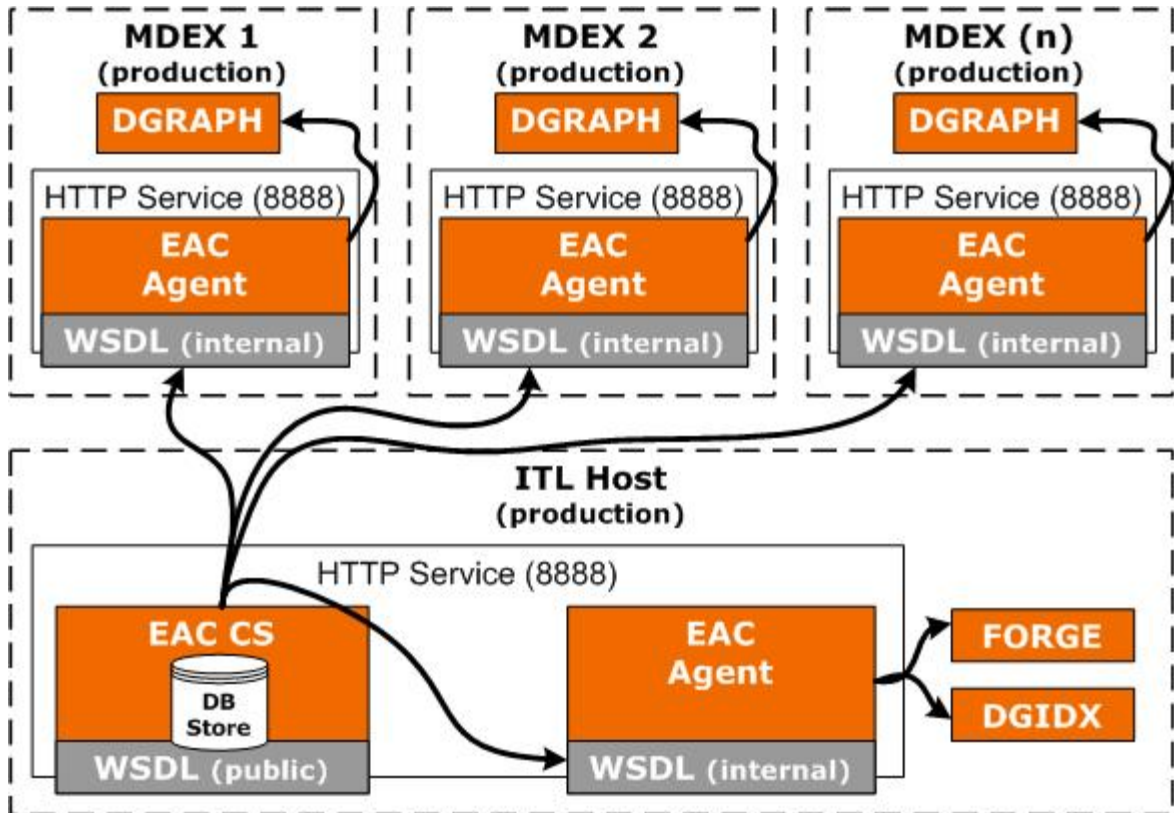 MDEX 1
(production)
DGRAPH
HTTP Service (8888)
EAC
Agent
WSDL (internal)
MDEX 2
(production)
DGRAPH
HTTP Service (8888)
EAC
Agent
WSDL (internal)
MDEX (n)
(production)
DGRAPH
HTTP Service (8888)
EAC
Agent
WSDL (internal)
ITL Host
(production)
HTTP Service (8888)
EAC CS
DB
Store
WSDL (public)
EAC
Agent
WSDL (internal)
FORGE
DGIDX